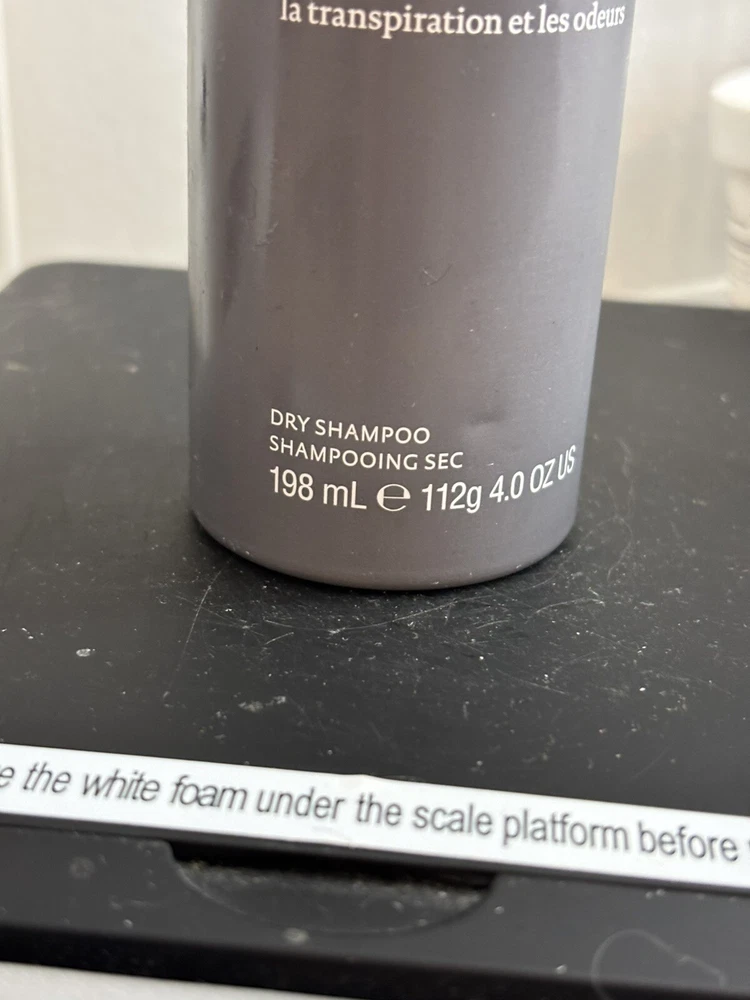 la transpiration et les odeurs
DRY SHAMPOO
SHAMPOOING SEC
198 mL ℮ 112g 4.0 OZ US
the white foam under the scale platform before